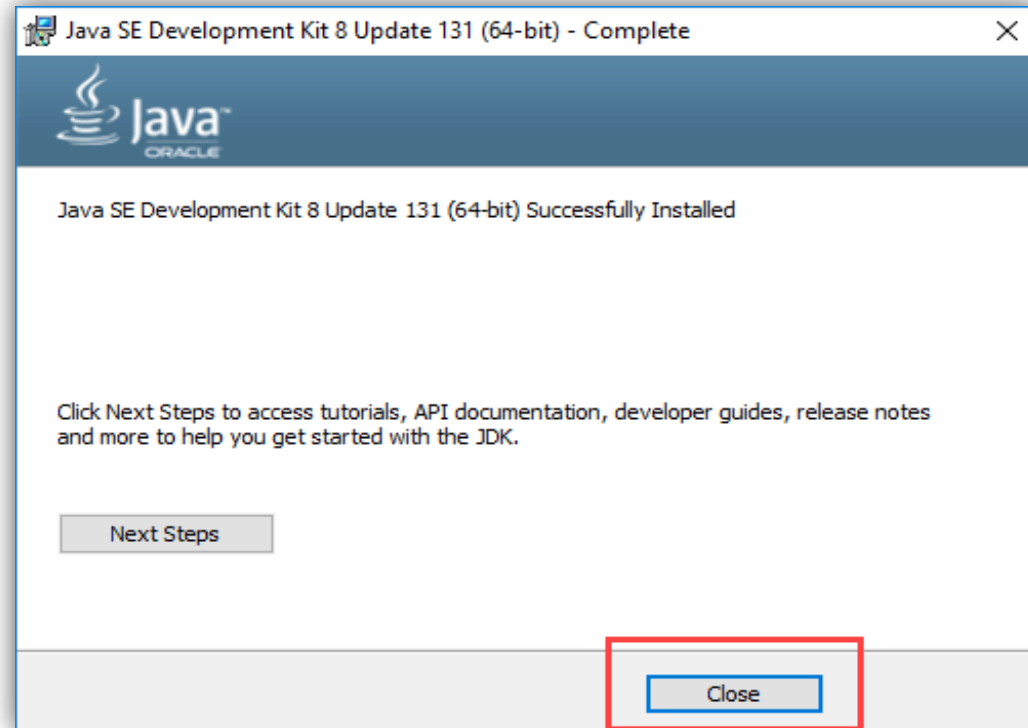 Java SE Development Kit 8 Update 131 (64-bit) - Complete
Java™
ORACLE
Java SE Development Kit 8 Update 131 (64-bit) Successfully Installed
Click Next Steps to access tutorials, API documentation, developer guides, release notes
and more to help you get started with the JDK.
Next Steps
Close